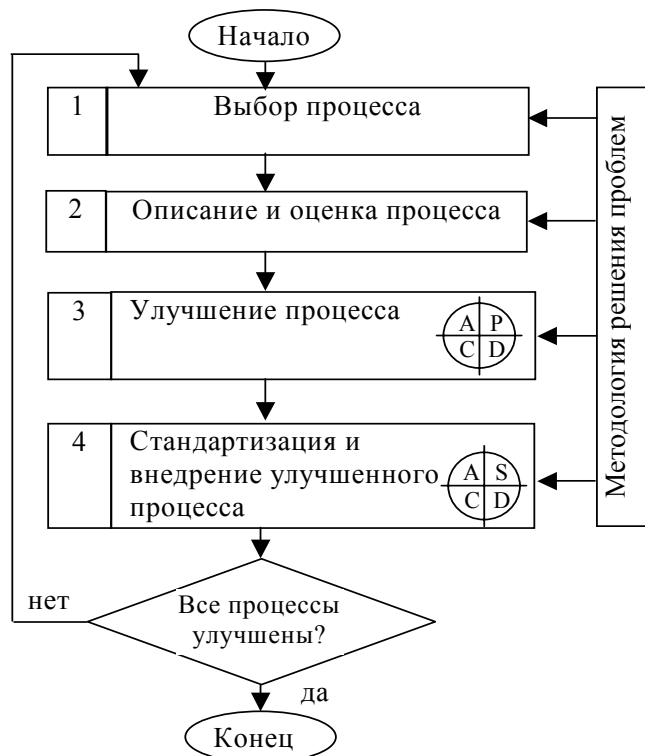 Начало
1
Выбор процесса
2
Описание и оценка процесса
3
Улучшение процесса
A P
C D
4
Стандартизация и
внедрение улучшенного
процесса
A S
C D
Методология решения проблем
нет
Все процессы
улучшены?
да
Конец